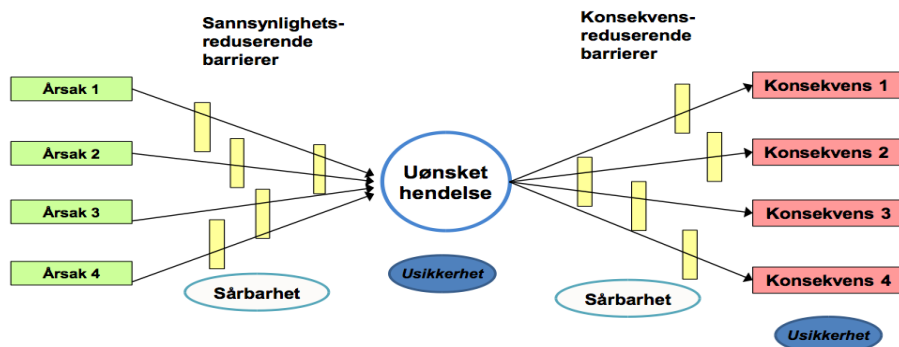 Sannsynlighets-
reduserende
barrierer
Konsekvens-
reduserende
barrierer
Årsak 1
Årsak 2
Årsak 3
Årsak 4
Uønsket
hendelse
Konsekvens 1
Konsekvens 2
Konsekvens 3
Konsekvens 4
Sårbarhet
Usikkerhet
Sårbarhet
Usikkerhet